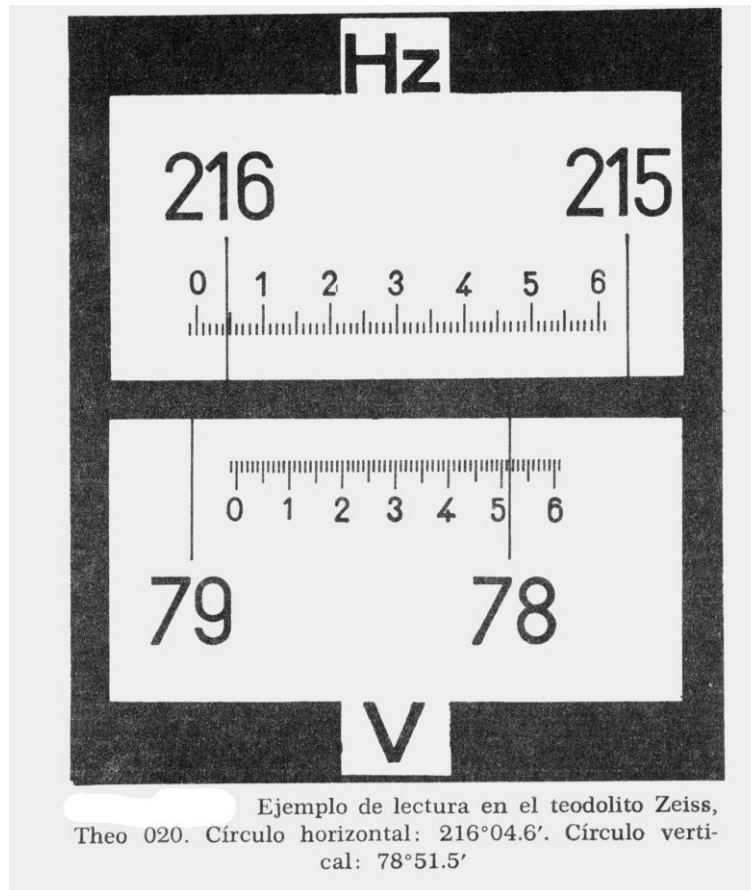 Hz
216 215
0 1 2 3 4 5 6
0 1 2 3 4 5 6
79 78
V
Ejemplo de lectura en el teodolito Zeiss,
Theo 020. Círculo horizontal: 216°04.6′. Círculo verti-
cal: 78°51.5′